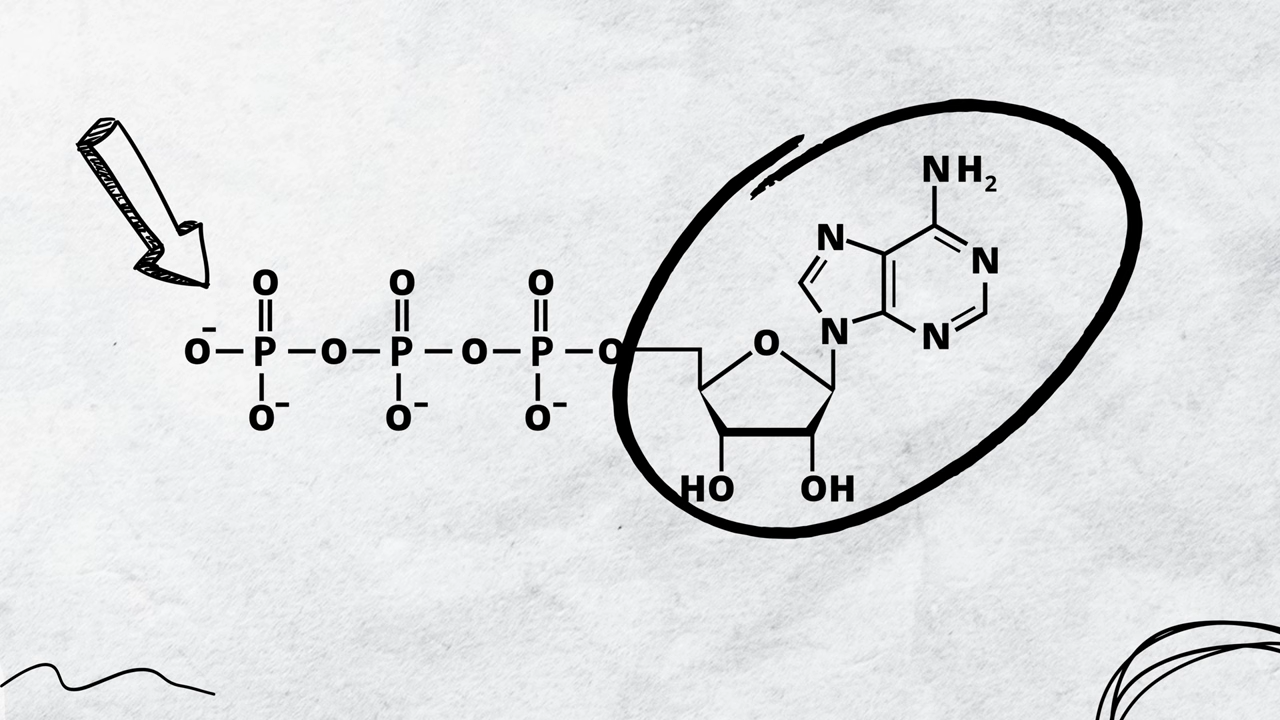 NH₂
N
N
O O O
N N
O
O⁻ P O P O P O
O⁻ O⁻ O⁻
HO OH